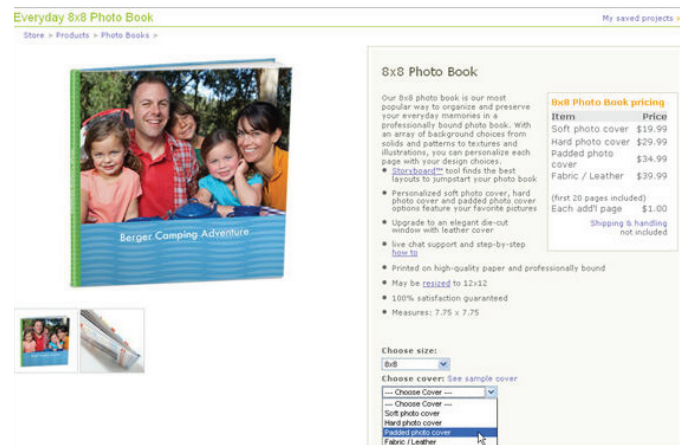 Everyday 8x8 Photo Book
My saved projects
Store > Products > Photo Books >
Berger Camping Adventure
8x8 Photo Book
Our 8x8 photo book is our most
popular way to organize and preserve
your everyday memories in a
professionally bound photo book. With
an array of background choices from
solids and patterns to textures and
illustrations, you can personalize each
page with your design choices.
Storyboard™ tool finds the best
layouts to jumpstart your photo book
Personalized soft photo cover, hard
photo cover and padded photo cover
options feature your favorite pictures
Upgrade to an elegant die-cut
window with leather cover
live chat support and step-by-step
how to
Printed on high-quality paper and professionally bound
May be resized to 12x12
100% satisfaction guaranteed
Measures: 7.75 x 7.75
8x8 Photo Book pricing
Item Price
Soft photo cover $19.99
Hard photo cover $29.99
Padded photo
cover $34.99
Fabric / Leather $39.99
(first 20 pages included)
Each add'l page $1.00
Shipping & handling
not included
Choose size:
8x8
Choose cover: See sample cover
--- Choose Cover ---
--- Choose Cover ---
Soft photo cover
Hard photo cover
Padded photo cover
Fabric / Leather